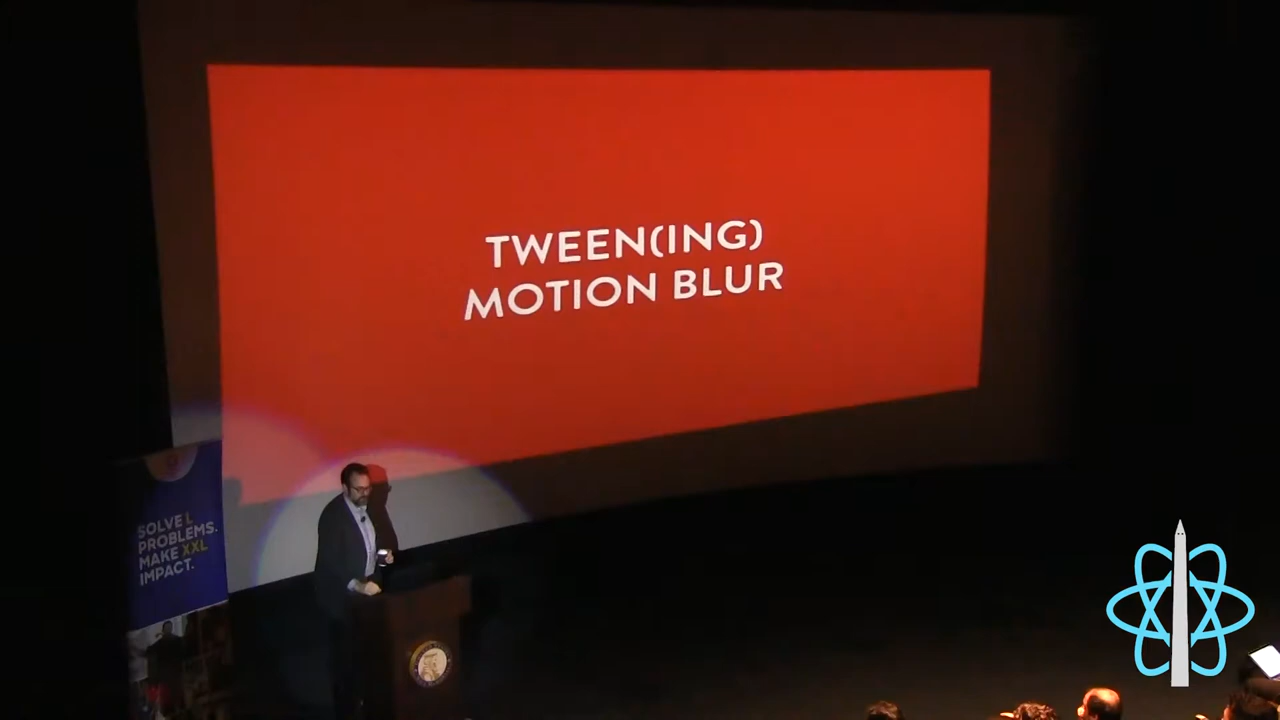 TWEEN(ING)
MOTION BLUR
SOLVE L
PROBLEMS.
MAKE XXL
IMPACT.